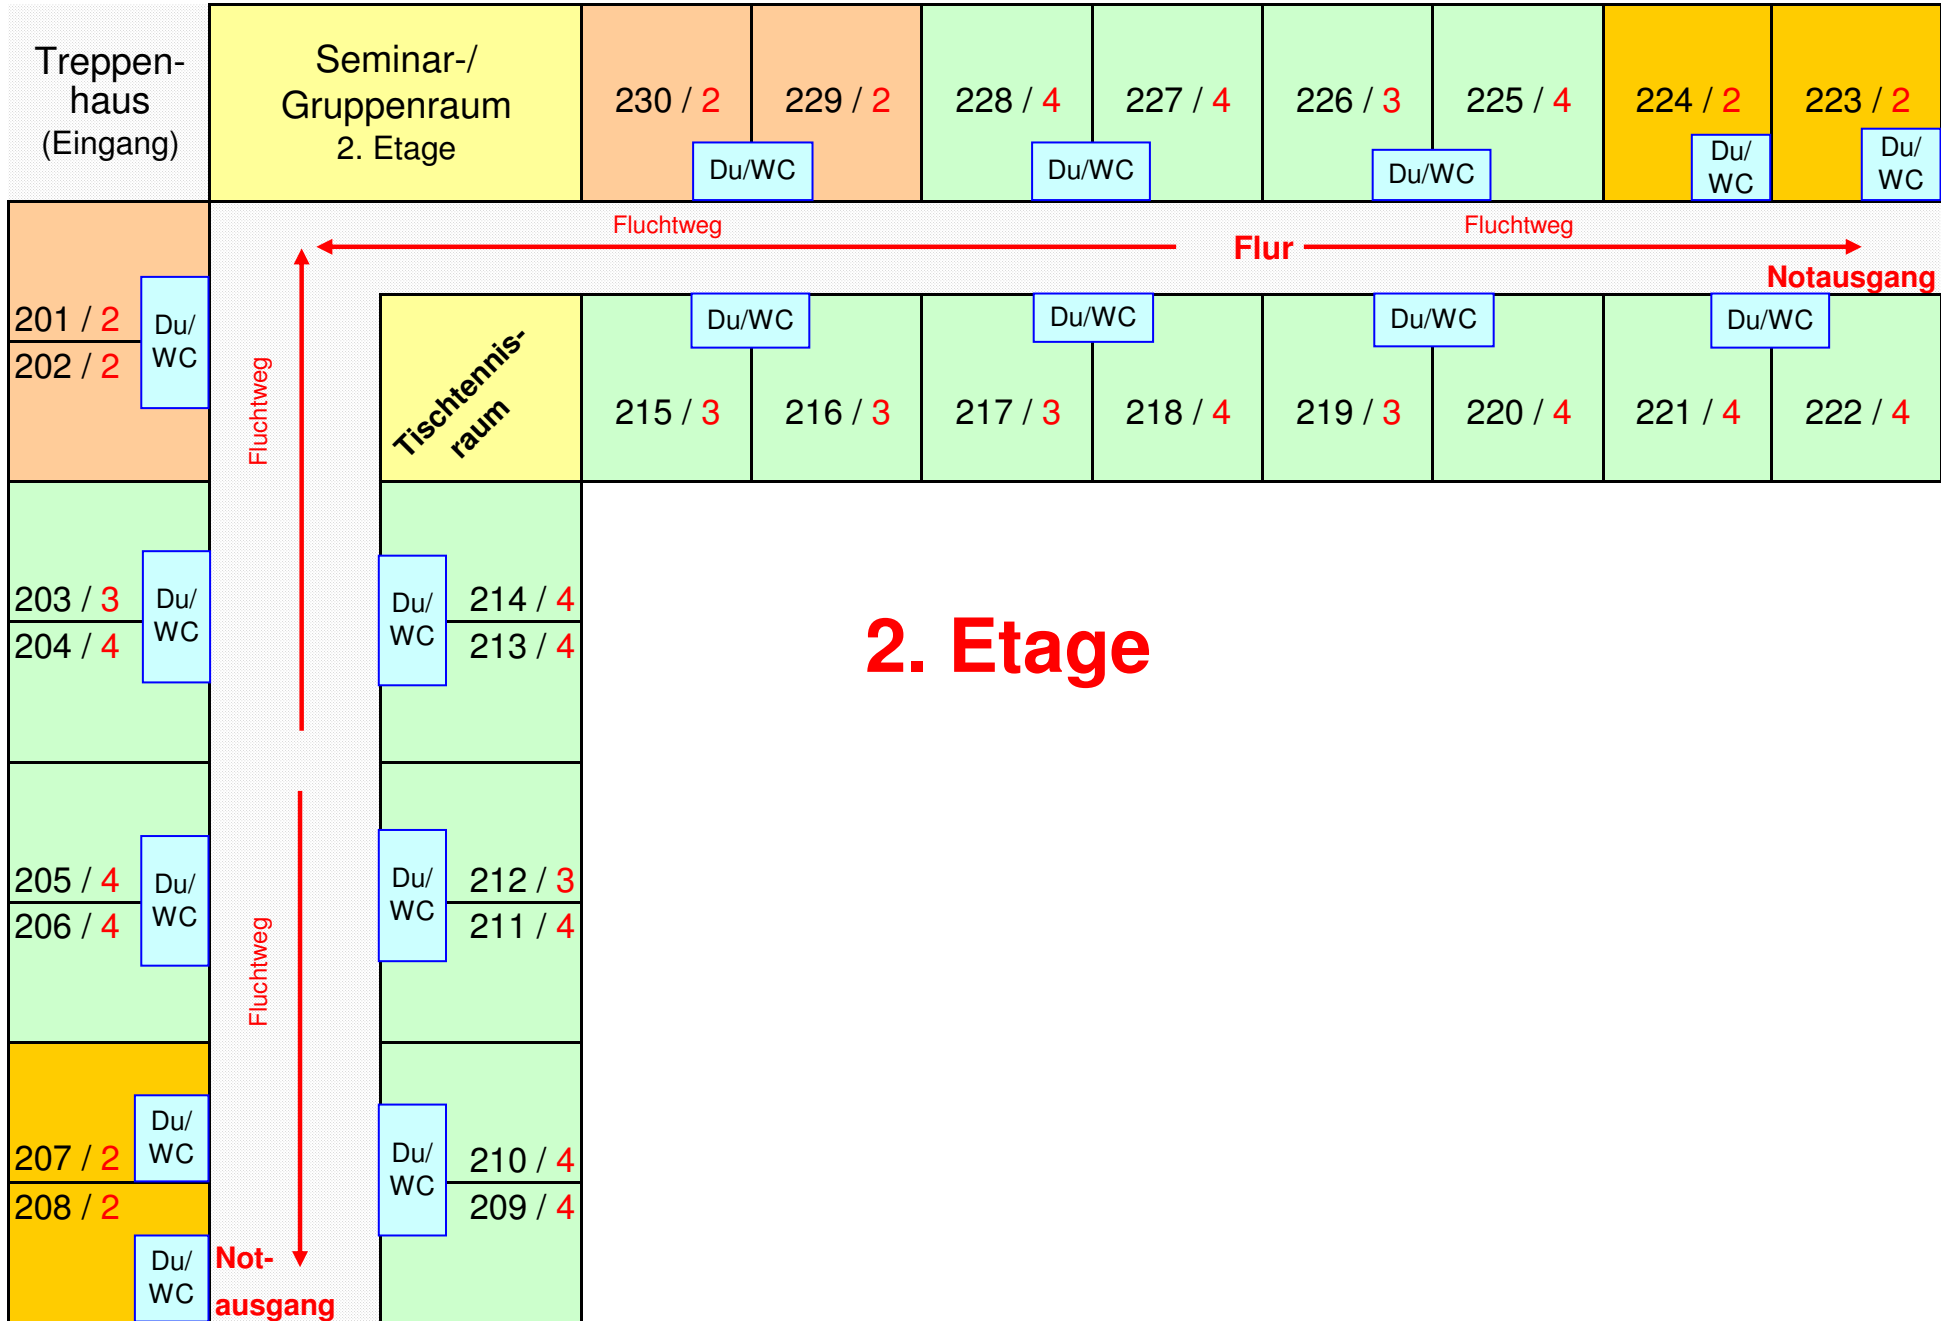 Treppen-
haus
(Eingang)
Seminar-/
Gruppenraum
2. Etage
230 / 2
229 / 2
228 / 4
227 / 4
226 / 3
225 / 4
224 / 2
223 / 2
Du/WC
Du/WC
Du/WC
Du/
WC
Du/
WC
Fluchtweg
Flur
Fluchtweg
Notausgang
201 / 2
202 / 2
Du/
WC
Fluchtweg
Tischtennis-
raum
Du/WC
Du/WC
Du/WC
Du/WC
215 / 3
216 / 3
217 / 3
218 / 4
219 / 3
220 / 4
221 / 4
222 / 4
203 / 3
204 / 4
Du/
WC
Du/
WC
214 / 4
213 / 4
2. Etage
205 / 4
206 / 4
Du/
WC
Fluchtweg
Du/
WC
212 / 3
211 / 4
207 / 2
Du/
WC
208 / 2
Du/
WC
Not-
ausgang
Du/
WC
210 / 4
209 / 4